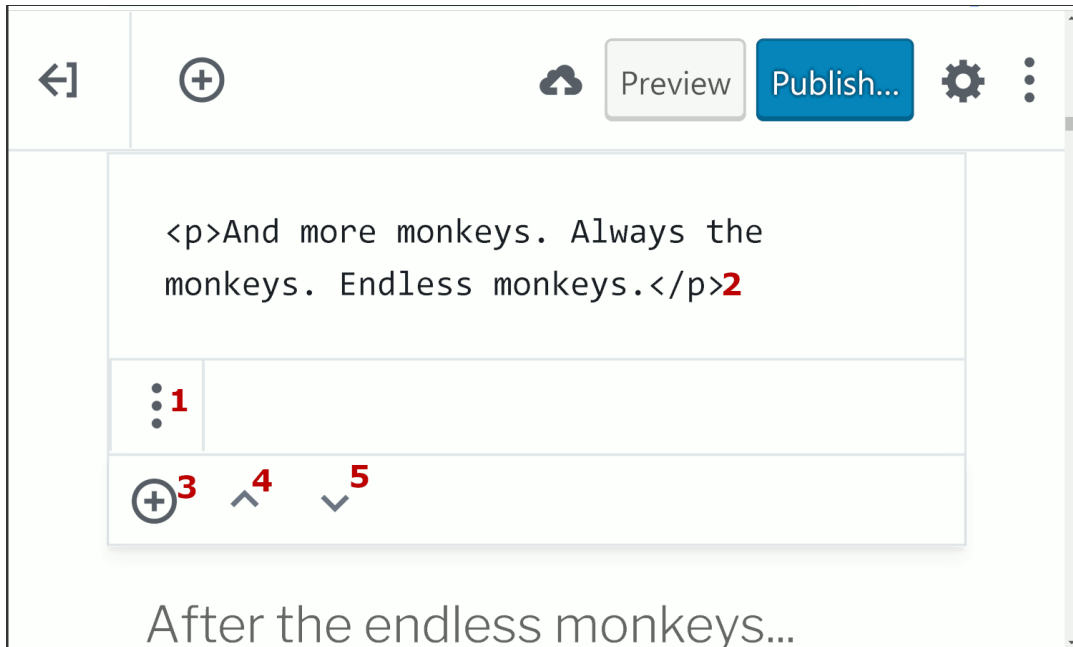 Preview Publish...
<p>And more monkeys. Always the
monkeys. Endless monkeys.</p>2
1
3 4 5
After the endless monkeys...